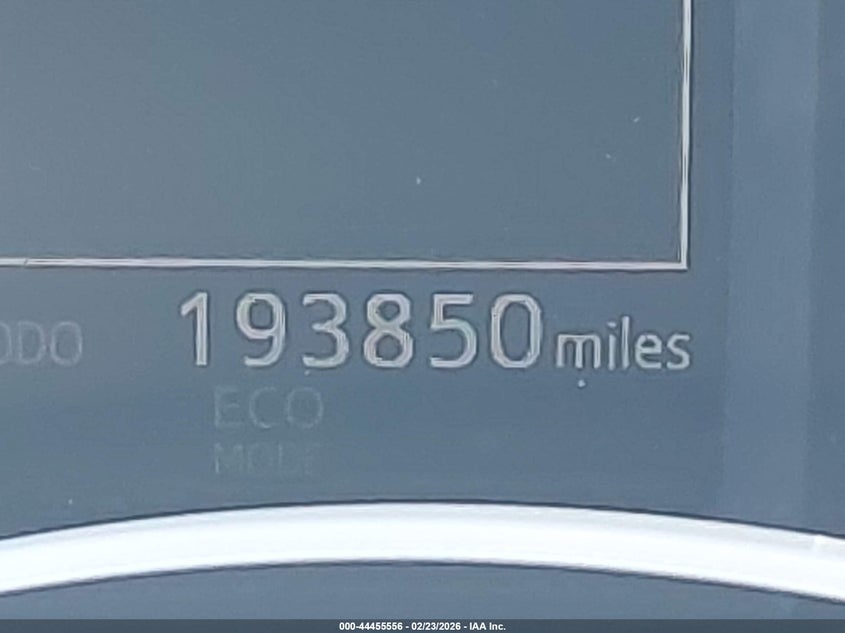 ODO 193850 miles
ECO
MODE
000-44455556 - 02/23/2026 - IAA Inc.